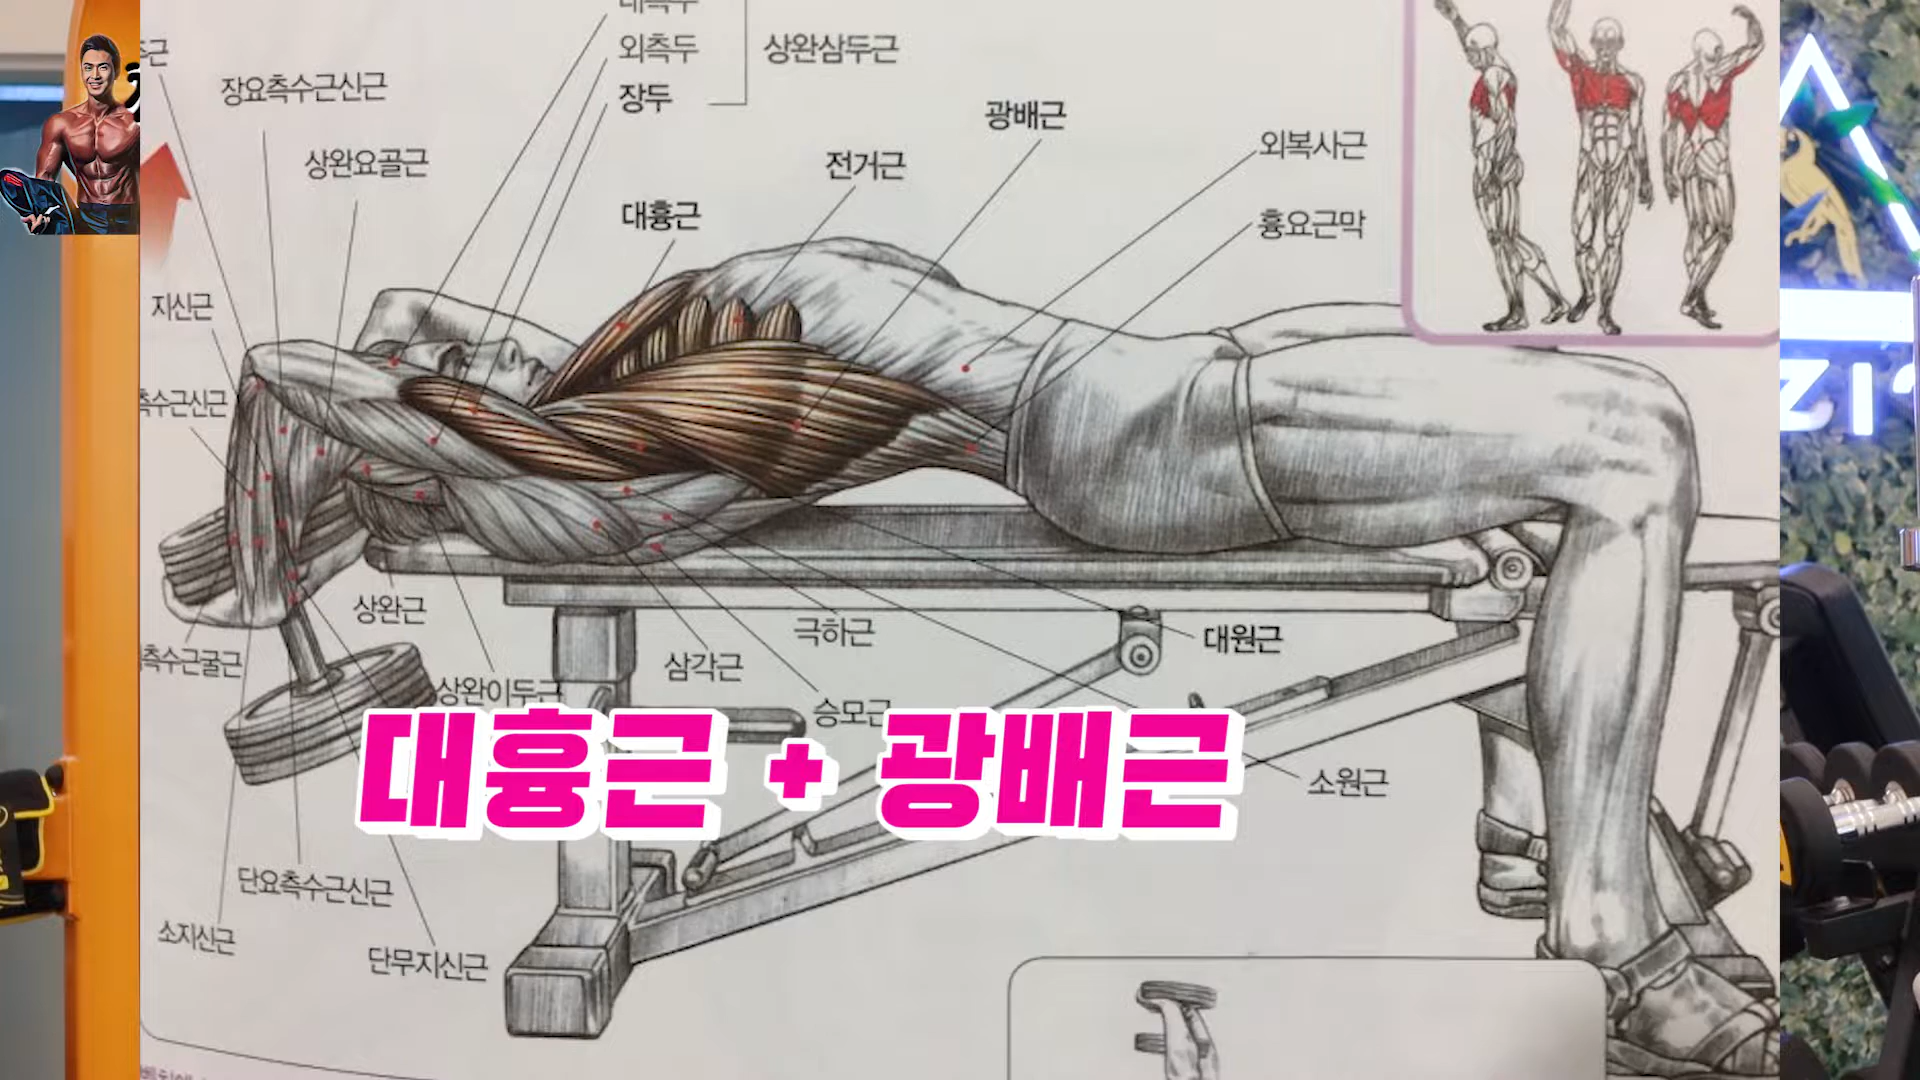 외측두
상완삼두근
장두
장요측수근신근
광배근
외복사근
상완요골근
전거근
대흉근
흉요근막
지신근
측수근신근
상완근
극하근
대원근
측수근굴근
삼각근
상완이두근
승모근
대흉근 + 광배근
소원근
단요측수근신근
소지신근
단무지신근